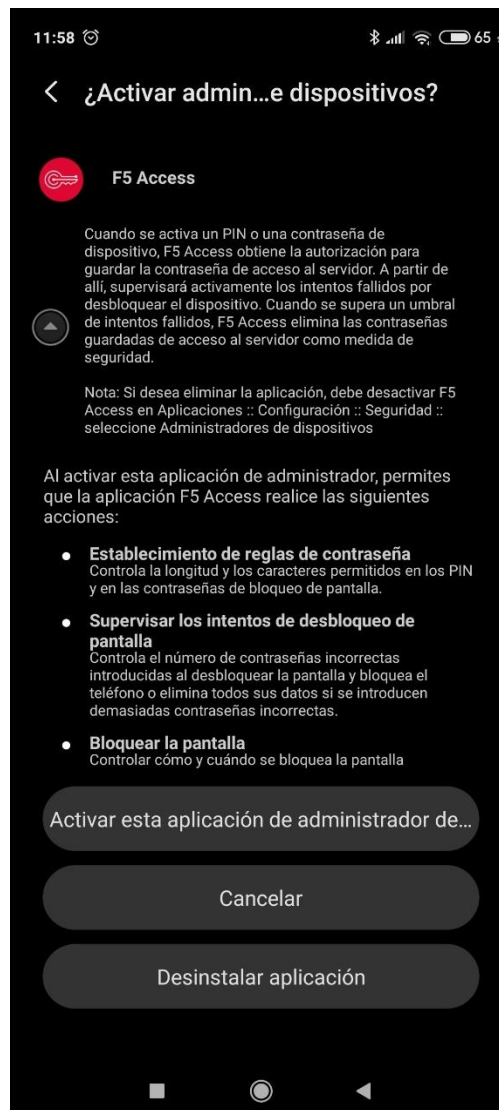 11:58
65
¿Activar admin...e dispositivos?
F5 Access
Cuando se activa un PIN o una contraseña de
dispositivo, F5 Access obtiene la autorización para
guardar la contraseña de acceso al servidor. A partir de
allí, supervisará activamente los intentos fallidos por
desbloquear el dispositivo. Cuando se supera un umbral
de intentos fallidos, F5 Access elimina las contraseñas
guardadas de acceso al servidor como medida de
seguridad.
Nota: Si desea eliminar la aplicación, debe desactivar F5
Access en Aplicaciones :: Configuración :: Seguridad ::
seleccione Administradores de dispositivos
Al activar esta aplicación de administrador, permites
que la aplicación F5 Access realice las siguientes
acciones:
Establecimiento de reglas de contraseña
Controla la longitud y los caracteres permitidos en los PIN
y en las contraseñas de bloqueo de pantalla.
Supervisar los intentos de desbloqueo de
pantalla
Controla el número de contraseñas incorrectas
introducidas al desbloquear la pantalla y bloquea el
teléfono o elimina todos sus datos si se introducen
demasiadas contraseñas incorrectas.
Bloquear la pantalla
Controlar cómo y cuándo se bloquea la pantalla
Activar esta aplicación de administrador de...
Cancelar
Desinstalar aplicación